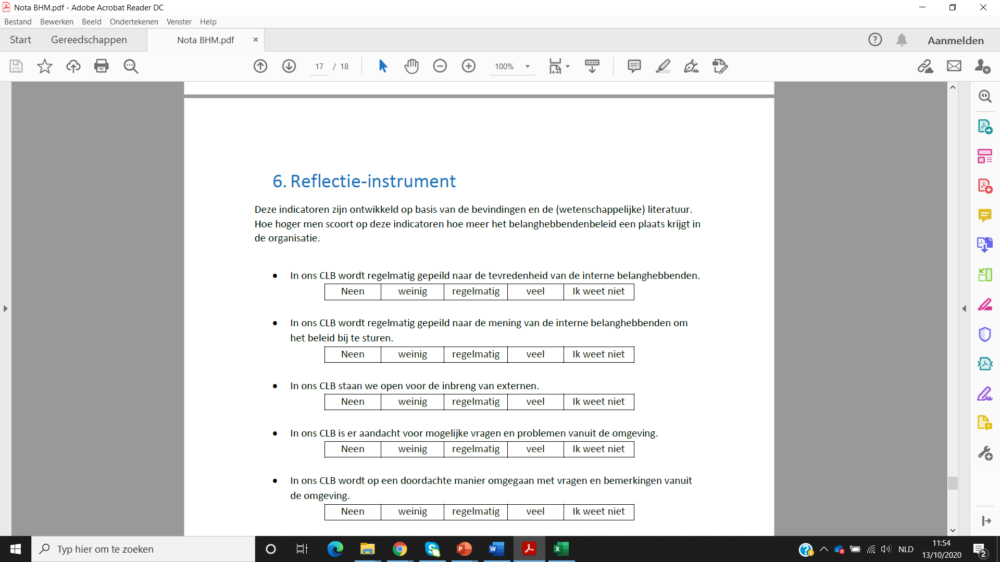 Nota BHM.pdf - Adobe Acrobat Reader DC
Bestand Bewerken Beeld Ondertekenen Venster Help
Start Gereedschappen Nota BHM.pdf × Aanmelden
17 / 18 100%
6. Reflectie-instrument
Deze indicatoren zijn ontwikkeld op basis van de bevindingen en de (wetenschappelijke) literatuur.
Hoe hoger men scoort op deze indicatoren hoe meer het belanghebbendenbeleid een plaats krijgt in
de organisatie.
• In ons CLB wordt regelmatig gepeild naar de tevredenheid van de interne belanghebbenden.
Neen weinig regelmatig veel Ik weet niet
• In ons CLB wordt regelmatig gepeild naar de mening van de interne belanghebbenden om
het beleid bij te sturen.
Neen weinig regelmatig veel Ik weet niet
• In ons CLB staan we open voor de inbreng van externen.
Neen weinig regelmatig veel Ik weet niet
• In ons CLB is er aandacht voor mogelijke vragen en problemen vanuit de omgeving.
Neen weinig regelmatig veel Ik weet niet
• In ons CLB wordt op een doordachte manier omgegaan met vragen en bemerkingen vanuit
de omgeving.
Neen weinig regelmatig veel Ik weet niet
Typ hier om te zoeken
NLD
11:54
13/10/2020
2